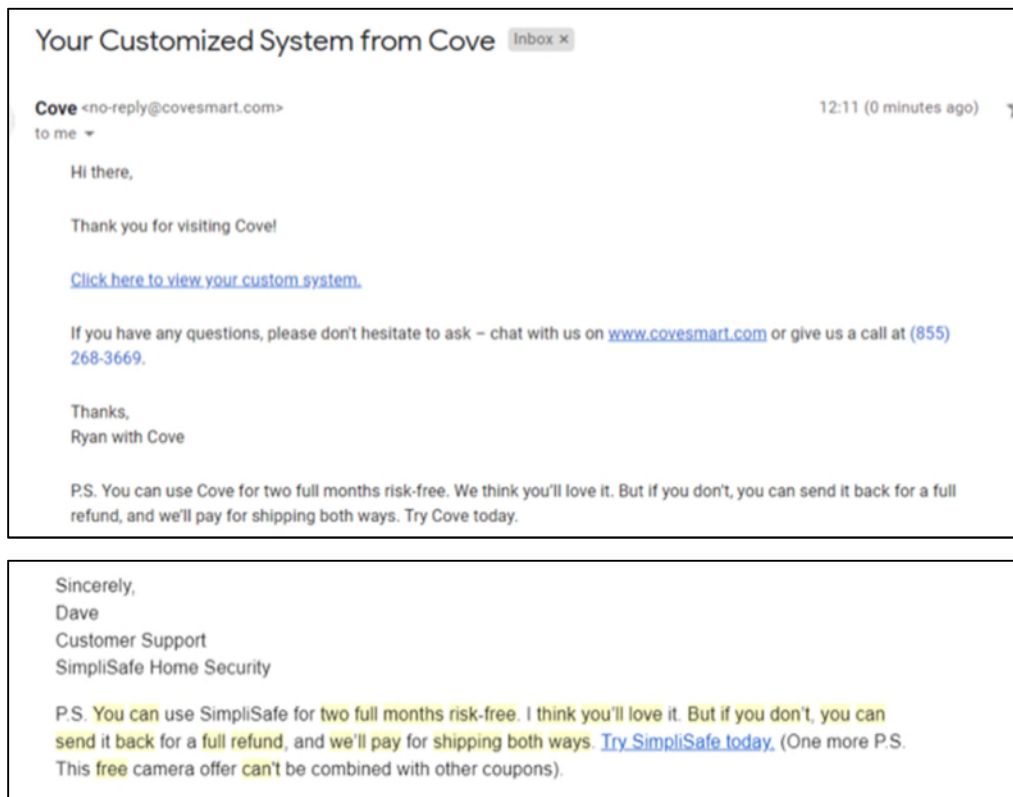 Your Customized System from Cove Inbox ×
Cove <no-reply@covesmart.com> 12:11 (0 minutes ago)
to me
Hi there,
Thank you for visiting Cove!
Click here to view your custom system.
If you have any questions, please don't hesitate to ask – chat with us on www.covesmart.com or give us a call at (855)
268-3669.
Thanks,
Ryan with Cove
P.S. You can use Cove for two full months risk-free. We think you'll love it. But if you don't, you can send it back for a full
refund, and we'll pay for shipping both ways. Try Cove today.
Sincerely,
Dave
Customer Support
SimpliSafe Home Security
P.S. You can use SimpliSafe for two full months risk-free. I think you'll love it. But if you don't, you can
send it back for a full refund, and we'll pay for shipping both ways. Try SimpliSafe today. (One more P.S.
This free camera offer can't be combined with other coupons).